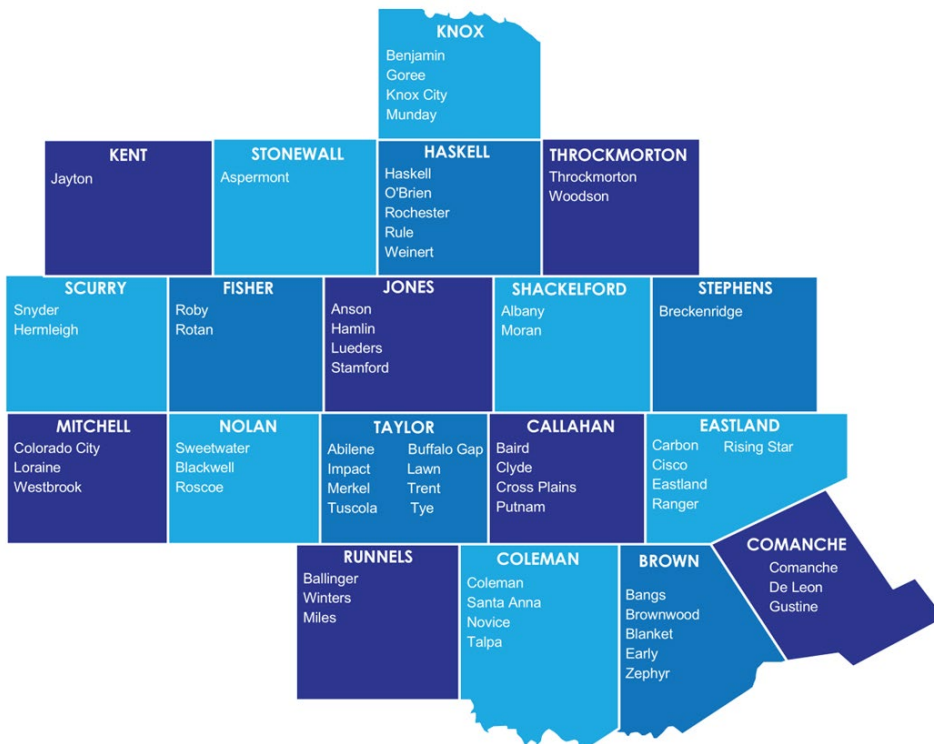 KNOX
Benjamin
Goree
Knox City
Munday
KENT
Jayton
STONEWALL
Aspermont
HASKELL
Haskell
O'Brien
Rochester
Rule
Weinert
THROCKMORTON
Throckmorton
Woodson
SCURRY
Snyder
Hermleigh
FISHER
Roby
Rotan
JONES
Anson
Hamlin
Lueders
Stamford
SHACKELFORD
Albany
Moran
STEPHENS
Breckenridge
MITCHELL
Colorado City
Loraine
Westbrook
NOLAN
Sweetwater
Blackwell
Roscoe
TAYLOR
Abilene
Impact
Merkel
Tuscola
Buffalo Gap
Lawn
Trent
Tye
CALLAHAN
Baird
Clyde
Cross Plains
Putnam
EASTLAND
Carbon
Cisco
Eastland
Ranger
Rising Star
RUNNELS
Ballinger
Winters
Miles
COLEMAN
Coleman
Santa Anna
Novice
Talpa
BROWN
Bangs
Brownwood
Blanket
Early
Zephyr
COMANCHE
Comanche
De Leon
Gustine